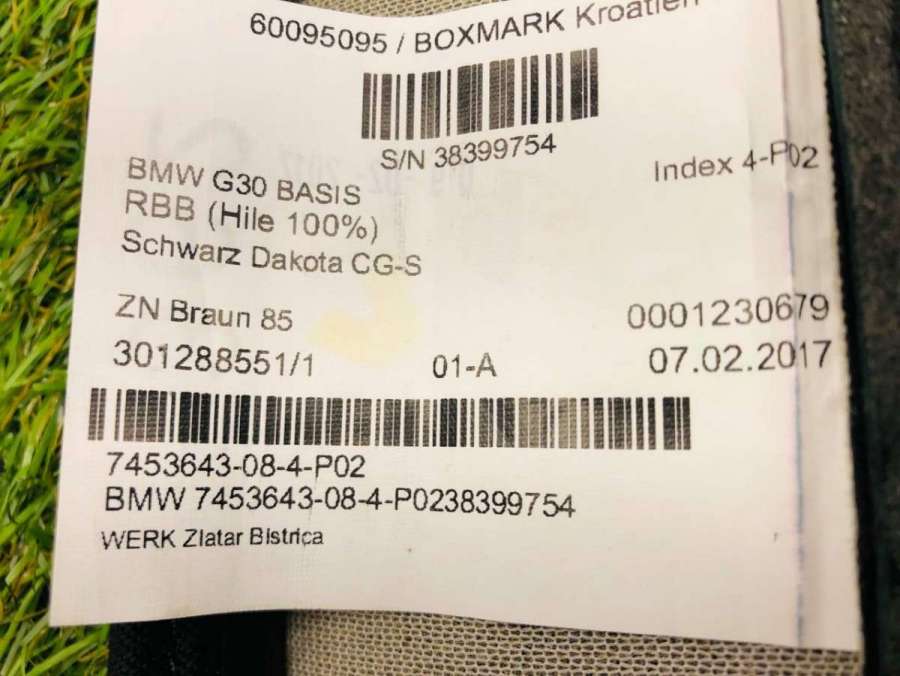 60095095 / BOXMARK Kroatien
S/N 38399754
Index 4-P02
BMW G30 BASIS
RBB (Hile 100%)
Schwarz Dakota CG-S
ZN Braun 85 0001230679
301288551/1 01-A 07.02.2017
7453643-08-4-P02
BMW 7453643-08-4-P0238399754
WERK Zlatar Bistrica